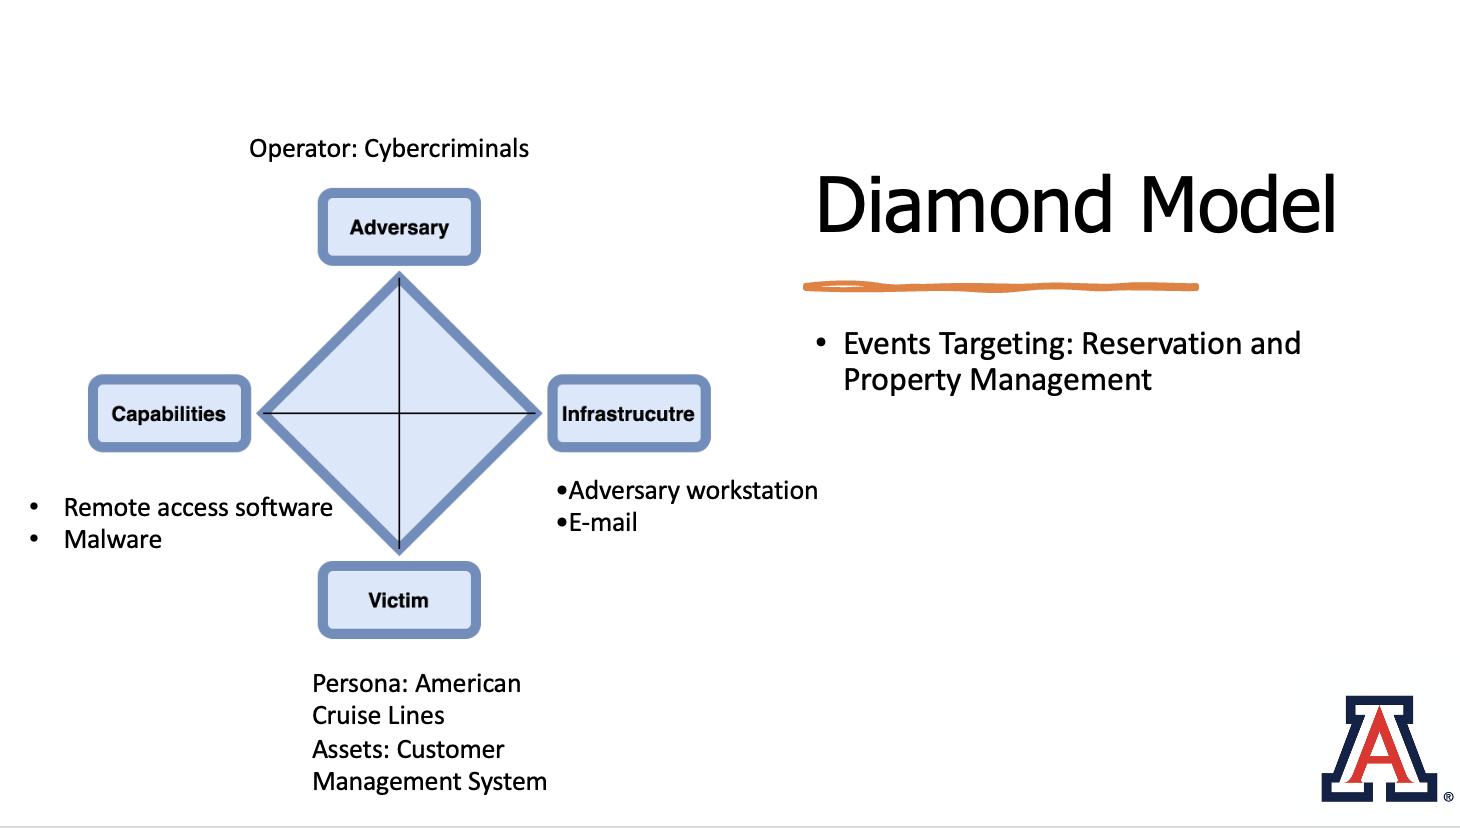 Operator: Cybercriminals
Adversary
Capabilities
Infrastrucutre
• Remote access software
• Malware
•Adversary workstation
•E-mail
Victim
Persona: American
Cruise Lines
Assets: Customer
Management System
Diamond Model
• Events Targeting: Reservation and
Property Management
A
®